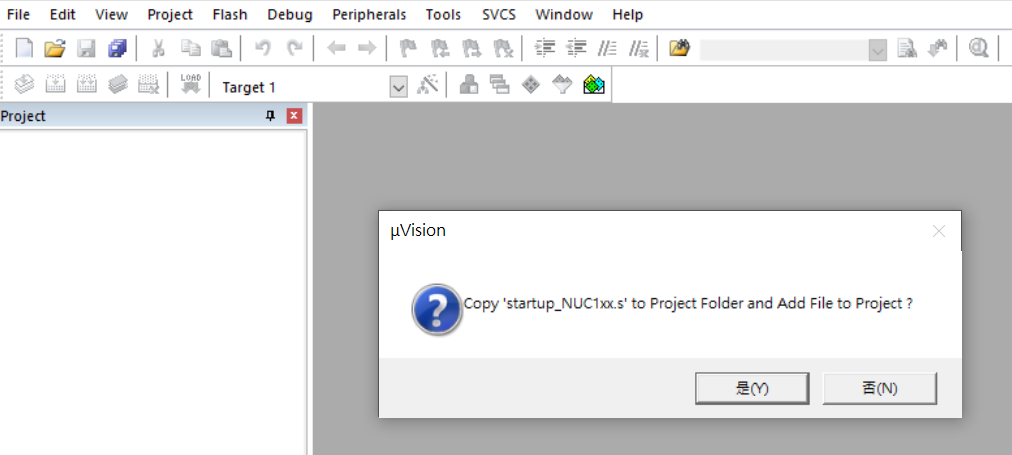 File Edit View Project Flash Debug Peripherals Tools SVCS Window Help
LOAD
Target 1
Project
µVision
Copy 'startup_NUC1xx.s' to Project Folder and Add File to Project ?
是(Y) 否(N)